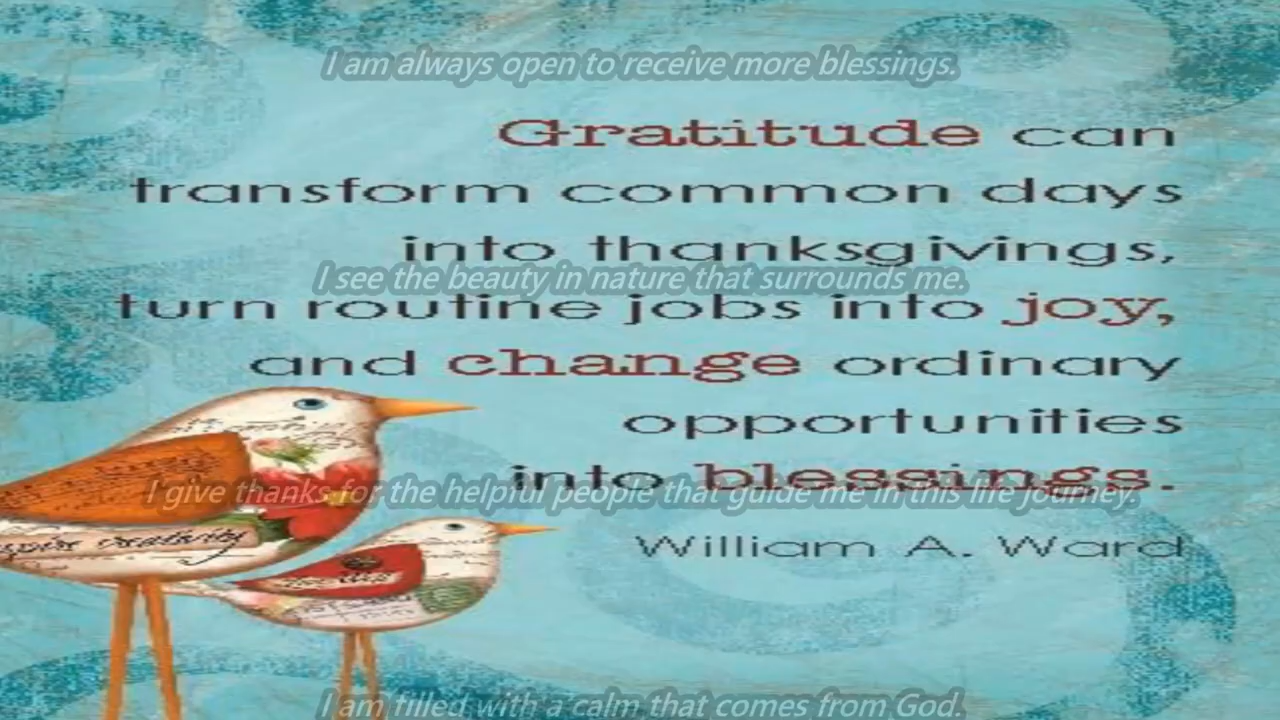 I am always open to receive more blessings.
Gratitude can
transform common days
into thanksgivings,
I see the beauty in nature that surrounds me.
turn routine jobs into joy,
and change ordinary
opportunities
into blessings.
I give thanks for the helpful people that guide me in this life journey.
William A. Ward
I am filled with a calm that comes from God.